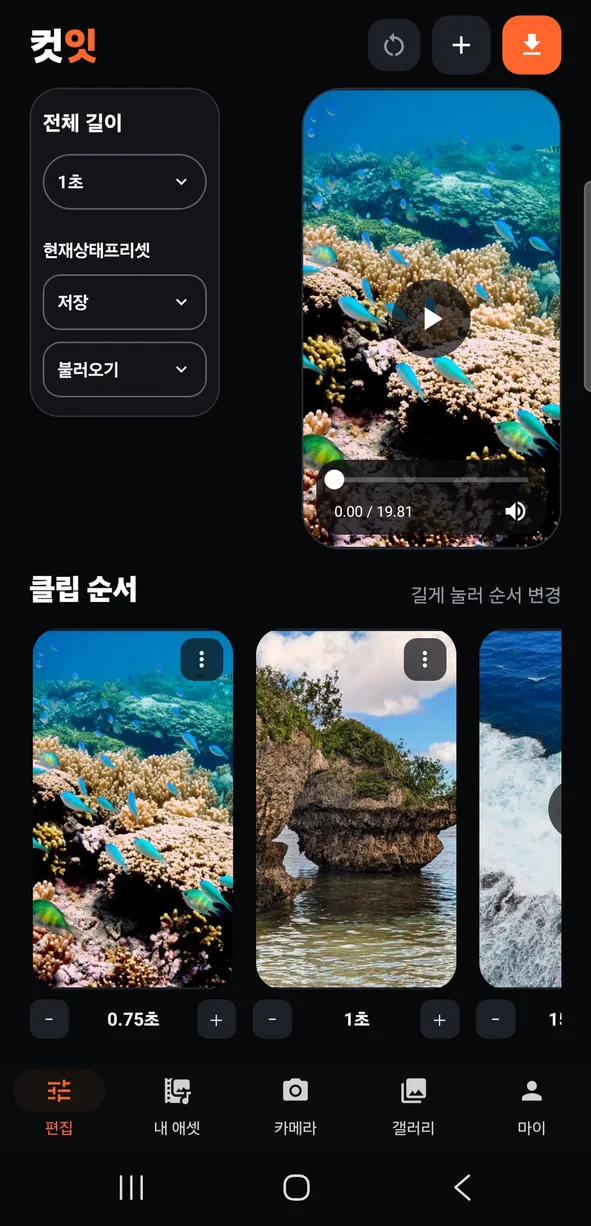 컷잇
전체 길이
1초
현재상태프리셋
저장
불러오기
0.00 / 19.81
클립 순서
길게 눌러 순서 변경
- 0.75초 + - 1초 + -
편집 내 애셋 카메라 갤러리 마이